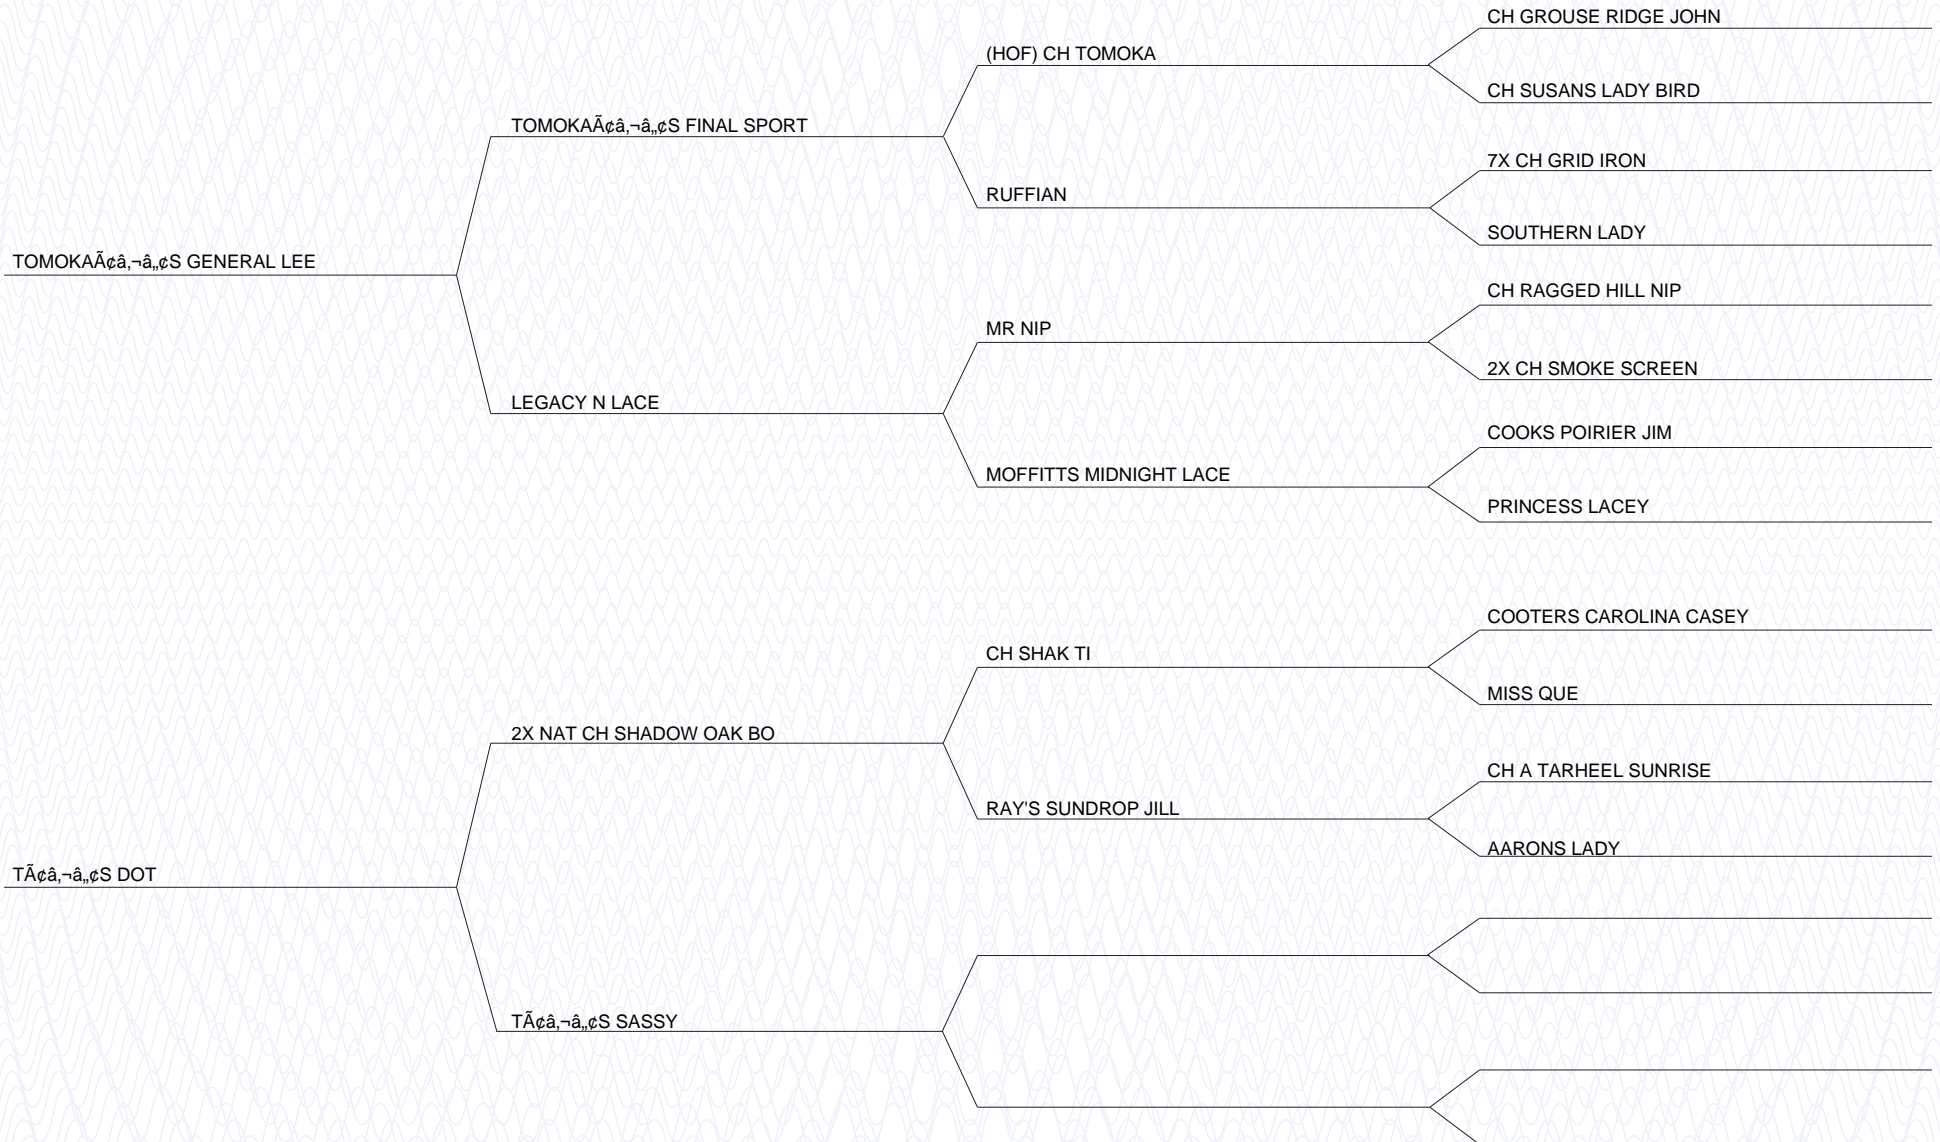 CH GROUSE RIDGE JOHN
(HOF) CH TOMOKA
CH SUSANS LADY BIRD
TOMOKAÃ¢â‚¬â„¢S FINAL SPORT
7X CH GRID IRON
RUFFIAN
SOUTHERN LADY
TOMOKAÃ¢â‚¬â„¢S GENERAL LEE
CH RAGGED HILL NIP
MR NIP
2X CH SMOKE SCREEN
LEGACY N LACE
COOKS POIRIER JIM
MOFFITTS MIDNIGHT LACE
PRINCESS LACEY
COOTERS CAROLINA CASEY
CH SHAK TI
MISS QUE
2X NAT CH SHADOW OAK BO
CH A TARHEEL SUNRISE
RAY'S SUNDROP JILL
AARONS LADY
TÃ¢â‚¬â„¢S DOT
TÃ¢â‚¬â„¢S SASSY